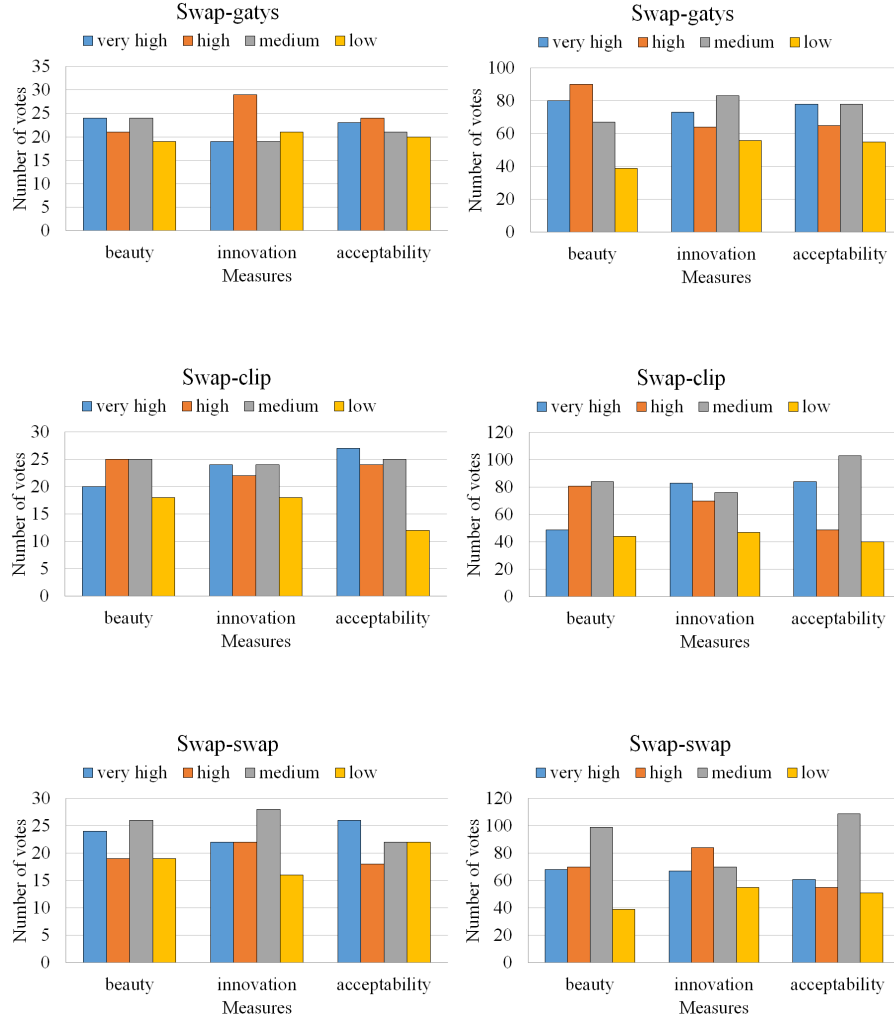 Swap-gatys
very high high medium low
Number of votes
35
30
25
20
15
10
5
0
beauty innovation acceptability
Measures
Swap-gatys
very high high medium low
Number of votes
100
80
60
40
20
0
beauty innovation acceptability
Measures
Swap-clip
very high high medium low
Number of votes
30
25
20
15
10
5
0
beauty innovation acceptability
Measures
Swap-clip
very high high medium low
Number of votes
120
100
80
60
40
20
0
beauty innovation acceptability
Measures
Swap-swap
very high high medium low
Number of votes
30
25
20
15
10
5
0
beauty innovation acceptability
Measures
Swap-swap
very high high medium low
Number of votes
120
100
80
60
40
20
0
beauty innovation acceptability
Measures